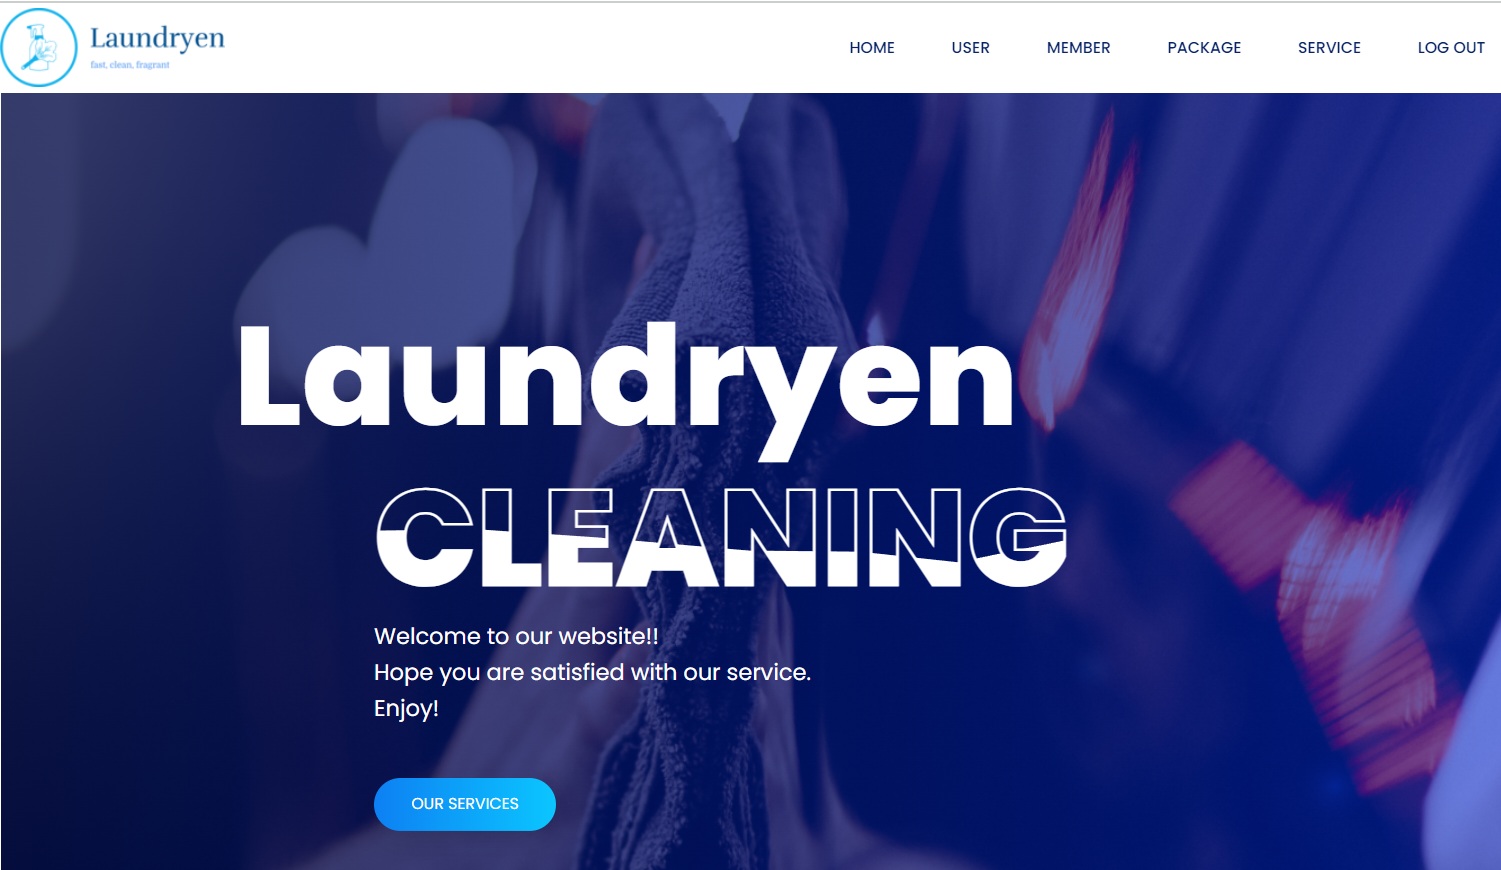 Laundryen
fast, clean, fragrant
HOME USER MEMBER PACKAGE SERVICE LOG OUT
Laundryen
CLEANING
Welcome to our website!!
Hope you are satisfied with our service.
Enjoy!
OUR SERVICES